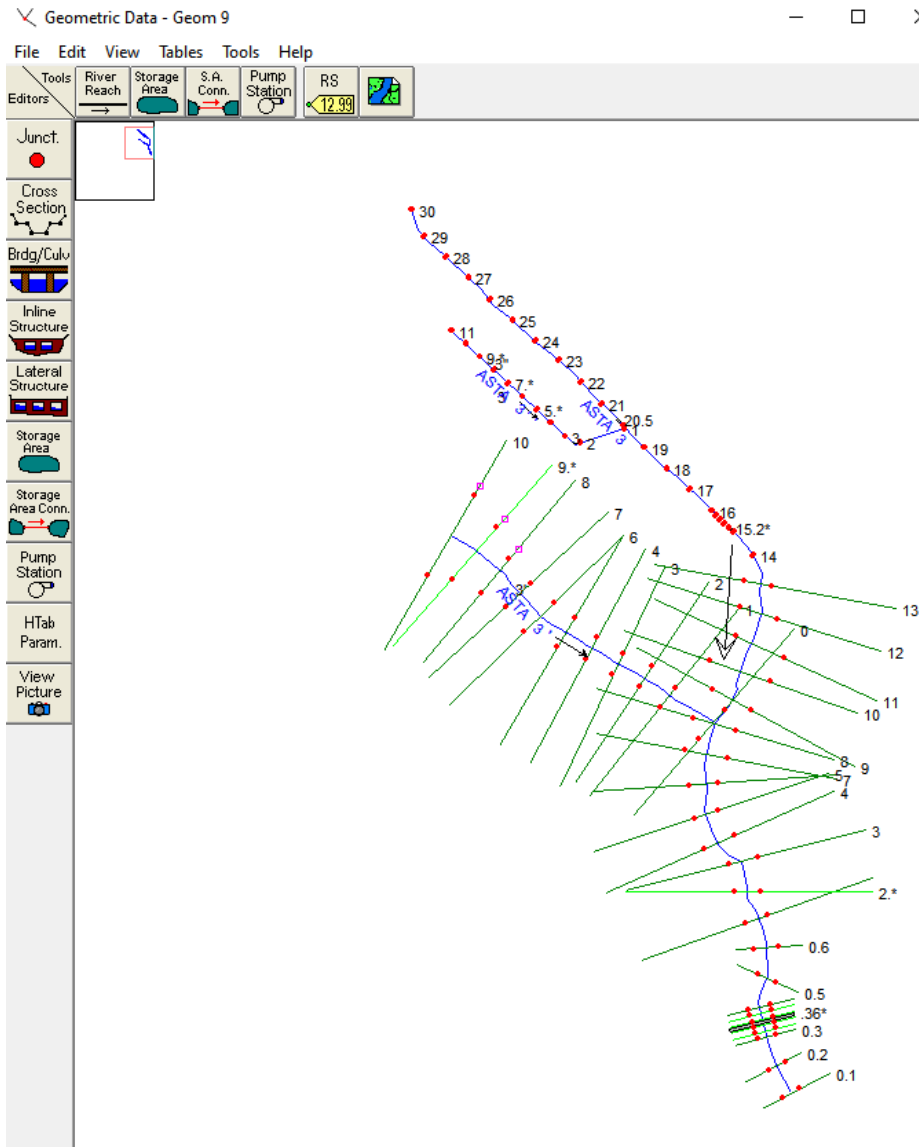 Geometric Data - Geom 9
File Edit View Tables Tools Help
Tools
Editors
River
Reach
Storage
Area
S.A.
Conn.
Pump
Station
RS
12.99
Junct.
Cross
Section
Brdg/Culv
Inline
Structure
Lateral
Structure
Storage
Area
Storage
Area Conn.
Pump
Station
HTab
Param.
View
Picture
30
29
28
27
26
25
24
23
22
21
20.5
1
19
18
17
16
15.2*
14
11
9.*
3"
7.*
5.*
3
2
ASTA 3
ASTA 3
10
9.*
8
7
6
4
3
2
1
0
3'
ASTA 3 '
13
12
11
10
9
8
7
5
4
3
2.*
0.6
0.5
.36*
0.3
0.2
0.1